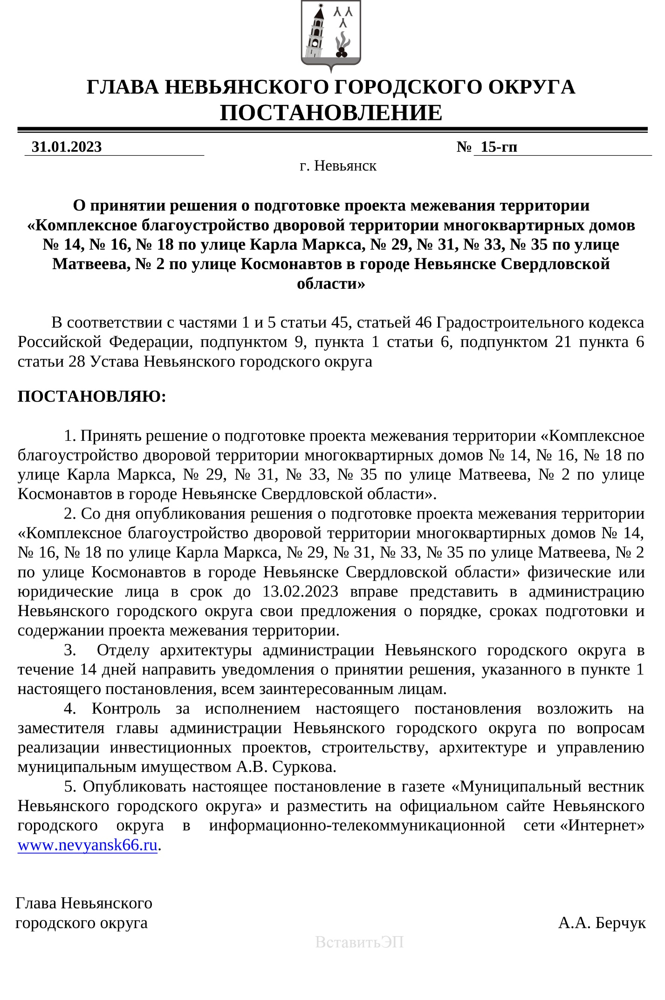 ГЛАВА НЕВЬЯНСКОГО ГОРОДСКОГО ОКРУГА
ПОСТАНОВЛЕНИЕ
31.01.2023 № 15-гп
г. Невьянск
О принятии решения о подготовке проекта межевания территории
«Комплексное благоустройство дворовой территории многоквартирных домов
№ 14, № 16, № 18 по улице Карла Маркса, № 29, № 31, № 33, № 35 по улице
Матвеева, № 2 по улице Космонавтов в городе Невьянске Свердловской
области»
В соответствии с частями 1 и 5 статьи 45, статьей 46 Градостроительного кодекса
Российской Федерации, подпунктом 9, пункта 1 статьи 6, подпунктом 21 пункта 6
статьи 28 Устава Невьянского городского округа
ПОСТАНОВЛЯЮ:
1. Принять решение о подготовке проекта межевания территории «Комплексное
благоустройство дворовой территории многоквартирных домов № 14, № 16, № 18 по
улице Карла Маркса, № 29, № 31, № 33, № 35 по улице Матвеева, № 2 по улице
Космонавтов в городе Невьянске Свердловской области».
2. Со дня опубликования решения о подготовке проекта межевания территории
«Комплексное благоустройство дворовой территории многоквартирных домов № 14,
№ 16, № 18 по улице Карла Маркса, № 29, № 31, № 33, № 35 по улице Матвеева, № 2
по улице Космонавтов в городе Невьянске Свердловской области» физические или
юридические лица в срок до 13.02.2023 вправе представить в администрацию
Невьянского городского округа свои предложения о порядке, сроках подготовки и
содержании проекта межевания территории.
3. Отделу архитектуры администрации Невьянского городского округа в
течение 14 дней направить уведомления о принятии решения, указанного в пункте 1
настоящего постановления, всем заинтересованным лицам.
4. Контроль за исполнением настоящего постановления возложить на
заместителя главы администрации Невьянского городского округа по вопросам
реализации инвестиционных проектов, строительству, архитектуре и управлению
муниципальным имуществом А.В. Суркова.
5. Опубликовать настоящее постановление в газете «Муниципальный вестник
Невьянского городского округа» и разместить на официальном сайте Невьянского
городского округа в информационно-телекоммуникационной сети «Интернет»
www.nevyansk66.ru.
Глава Невьянского
городского округа А.А. Берчук
ВставитьЭП